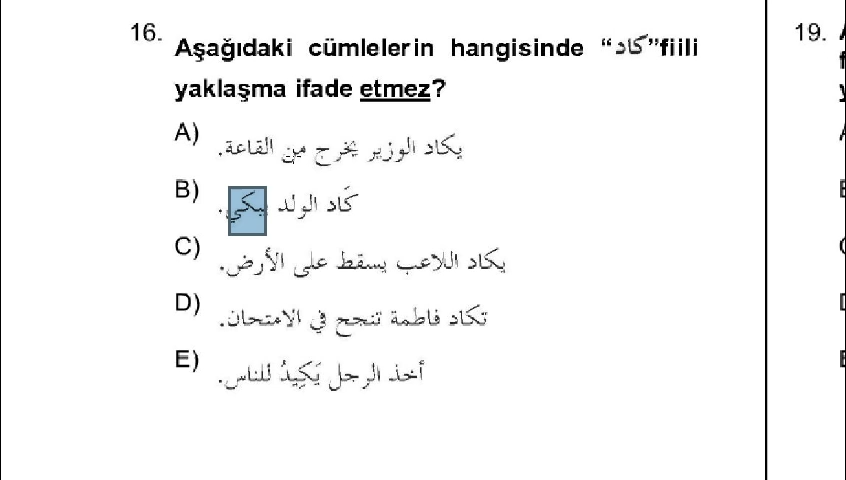 16.
Aşağıdaki cümlelerin hangisinde “كاد”fiili
yaklaşma ifade etmez?
A) يكاد الوزير يخرج من القاعة.
B) كَاد الولد يبكي.
C) يكاد اللاعب يسقط على الأرض.
D) تكاد فاطمة تنجح في الامتحان.
E) أخذ الرجل يَكِيدُ للناس.
19.